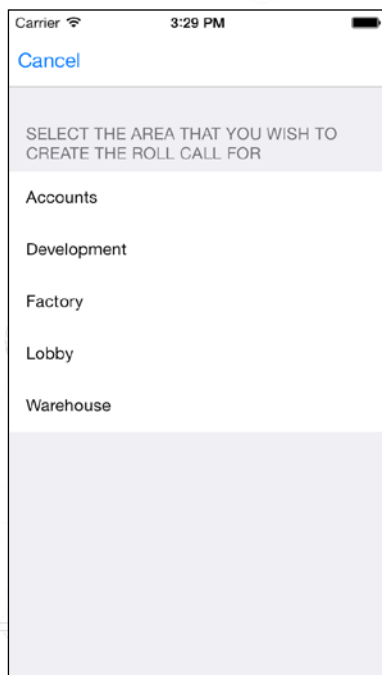 Carrier 3:29 PM
Cancel
SELECT THE AREA THAT YOU WISH TO
CREATE THE ROLL CALL FOR
Accounts
Development
Factory
Lobby
Warehouse